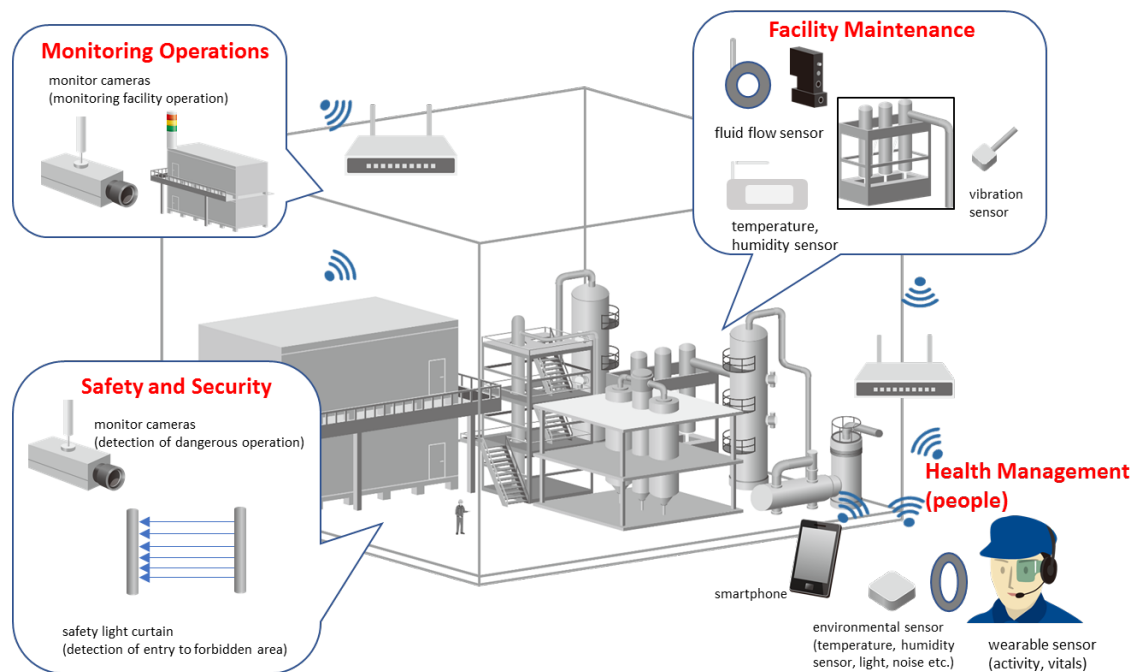 Monitoring Operations
monitor cameras
(monitoring facility operation)
Facility Maintenance
fluid flow sensor
temperature,
humidity sensor
vibration
sensor
Safety and Security
monitor cameras
(detection of dangerous operation)
safety light curtain
(detection of entry to forbidden area)
Health Management
(people)
smartphone
environmental sensor
(temperature, humidity
sensor, light, noise etc.)
wearable sensor
(activity, vitals)